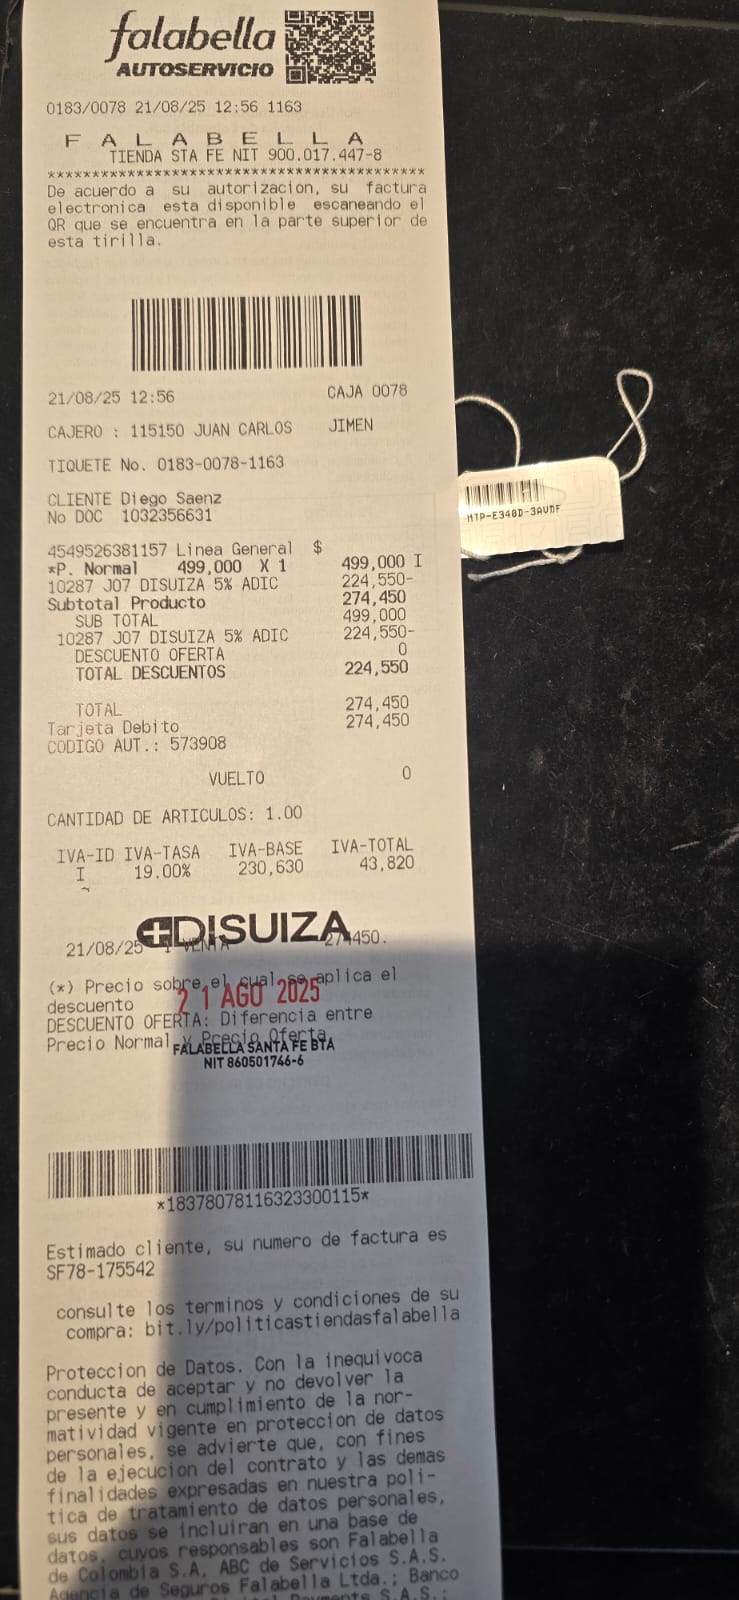 falabella
AUTOSERVICIO
0183/0078 21/08/25 12:56 1163
F A L A B E L L A
TIENDA STA FE NIT 900.017.447-8
******************************************
De acuerdo a su autorizacion, su factura
electronica esta disponible escaneando el
QR que se encuentra en la parte superior de
esta tirilla.
21/08/25 12:56 CAJA 0078
CAJERO : 115150 JUAN CARLOS JIMEN
TIQUETE No. 0183-0078-1163
CLIENTE Diego Saenz
No DOC 1032356631
4549526381157 Linea General $
*P. Normal 499,000 X 1 499,000 I
10287 J07 DISUIZA 5% ADIC 224,550-
Subtotal Producto 274,450
SUB TOTAL 499,000
10287 J07 DISUIZA 5% ADIC 224,550-
DESCUENTO OFERTA 0
TOTAL DESCUENTOS 224,550
TOTAL 274,450
Tarjeta Debito 274,450
CODIGO AUT.: 573908
VUELTO 0
CANTIDAD DE ARTICULOS: 1.00
IVA-ID IVA-TASA IVA-BASE IVA-TOTAL
I 19.00% 230,630 43,820
DISUIZA
21/08/25 1 VENTA 274450.
(*) Precio sobre el cual se aplica el
descuento
21 AGO 2025
DESCUENTO OFERTA: Diferencia entre
Precio Normal y Precio Oferta.
FALABELLA SANTA FE BTA
NIT 860501746-6
*18378078116323300115*
Estimado cliente, su numero de factura es
SF78-175542
consulte los terminos y condiciones de su
compra: bit.ly/politicastiendasfalabella
Proteccion de Datos. Con la inequivoca
conducta de aceptar y no devolver la
presente y en cumplimiento de la nor-
matividad vigente en proteccion de datos
personales, se advierte que, con fines
de la ejecucion del contrato y las demas
finalidades expresadas en nuestra poli-
tica de tratamiento de datos personales,
sus datos se incluiran en una base de
datos, cuyos responsables son Falabella
de Colombia S.A, ABC de Servicios S.A.S.
Agencia de Seguros Falabella Ltda.; Banco
S.A.S.;
MTP-E340D-3AVDF